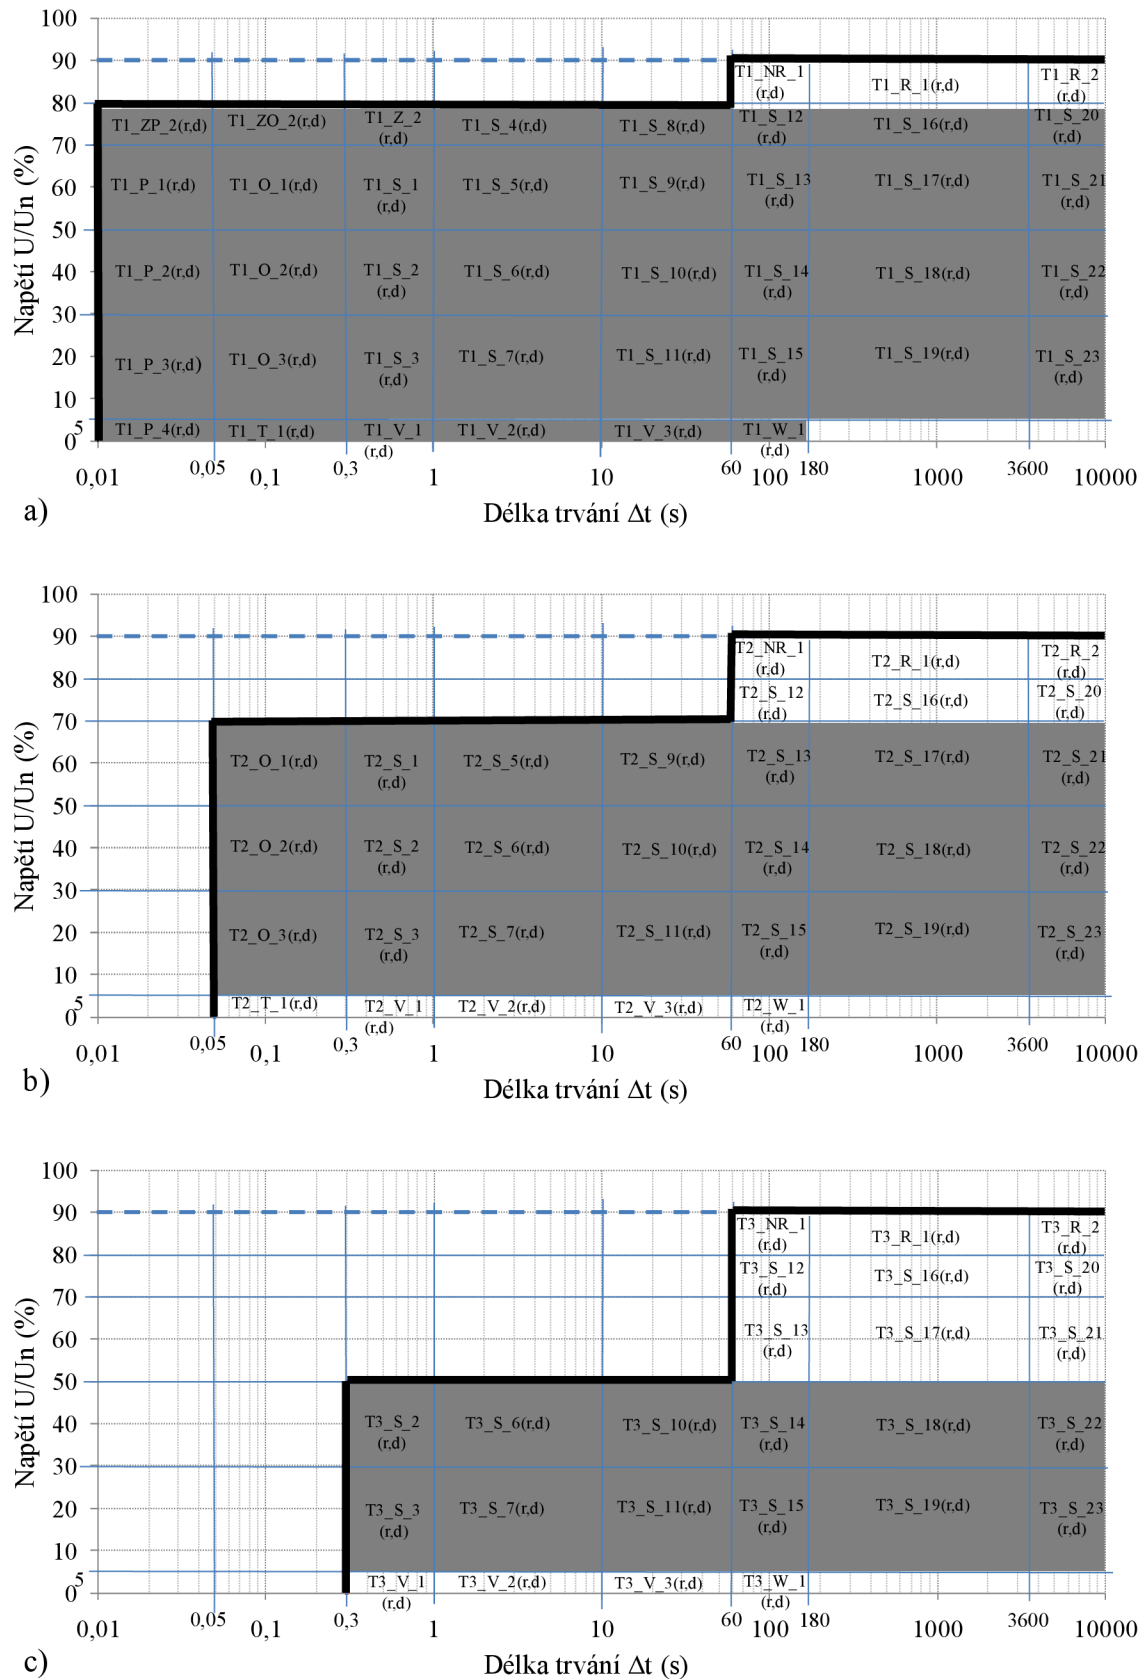 100
90
80
70
60
50
40
30
20
10
5
0
Napětí U/Un (%)
T1_NR_1
(r,d)
T1_R_1(r,d)
T1_R_2
(r,d)
T1_ZP_2(r,d)
T1_ZO_2(r,d)
T1_Z_2
(r,d)
T1_S_4(r,d)
T1_S_8(r,d)
T1_S_12
(r,d)
T1_S_16(r,d)
T1_S_20
(r,d)
T1_P_1(r,d)
T1_O_1(r,d)
T1_S_1
(r,d)
T1_S_5(r,d)
T1_S_9(r,d)
T1_S_13
(r,d)
T1_S_17(r,d)
T1_S_21
(r,d)
T1_P_2(r,d)
T1_O_2(r,d)
T1_S_2
(r,d)
T1_S_6(r,d)
T1_S_10(r,d)
T1_S_14
(r,d)
T1_S_18(r,d)
T1_S_22
(r,d)
T1_P_3(r,d)
T1_O_3(r,d)
T1_S_3
(r,d)
T1_S_7(r,d)
T1_S_11(r,d)
T1_S_15
(r,d)
T1_S_19(r,d)
T1_S_23
(r,d)
T1_P_4(r,d)
T1_T_1(r,d)
T1_V_1
(r,d)
T1_V_2(r,d)
T1_V_3(r,d)
T1_W_1
(r,d)
0,01 0,05 0,1 0,3 1 10 60 100 180 1000 3600 10000
a)
Délka trvání Δt (s)
100
90
80
70
60
50
40
30
20
10
5
0
Napětí U/Un (%)
T2_NR_1
(r,d)
T2_R_1(r,d)
T2_R_2
(r,d)
T2_S_12
(r,d)
T2_S_16(r,d)
T2_S_20
(r,d)
T2_O_1(r,d)
T2_S_1
(r,d)
T2_S_5(r,d)
T2_S_9(r,d)
T2_S_13
(r,d)
T2_S_17(r,d)
T2_S_21
(r,d)
T2_O_2(r,d)
T2_S_2
(r,d)
T2_S_6(r,d)
T2_S_10(r,d)
T2_S_14
(r,d)
T2_S_18(r,d)
T2_S_22
(r,d)
T2_O_3(r,d)
T2_S_3
(r,d)
T2_S_7(r,d)
T2_S_11(r,d)
T2_S_15
(r,d)
T2_S_19(r,d)
T2_S_23
(r,d)
T2_T_1(r,d)
T2_V_1
(r,d)
T2_V_2(r,d)
T2_V_3(r,d)
T2_W_1
(r,d)
0,01 0,05 0,1 0,3 1 10 60 100 180 1000 3600 10000
b)
Délka trvání Δt (s)
100
90
80
70
60
50
40
30
20
10
5
0
Napětí U/Un (%)
T3_NR_1
(r,d)
T3_R_1(r,d)
T3_R_2
(r,d)
T3_S_12
(r,d)
T3_S_16(r,d)
T3_S_20
(r,d)
T3_S_13
(r,d)
T3_S_17(r,d)
T3_S_21
(r,d)
T3_S_2
(r,d)
T3_S_6(r,d)
T3_S_10(r,d)
T3_S_14
(r,d)
T3_S_18(r,d)
T3_S_22
(r,d)
T3_S_3
(r,d)
T3_S_7(r,d)
T3_S_11(r,d)
T3_S_15
(r,d)
T3_S_19(r,d)
T3_S_23
(r,d)
T3_V_1
(r,d)
T3_V_2(r,d)
T3_V_3(r,d)
T3_W_1
(r,d)
0,01 0,05 0,1 0,3 1 10 60 100 180 1000 3600 10000
c)
Délka trvání Δt (s)